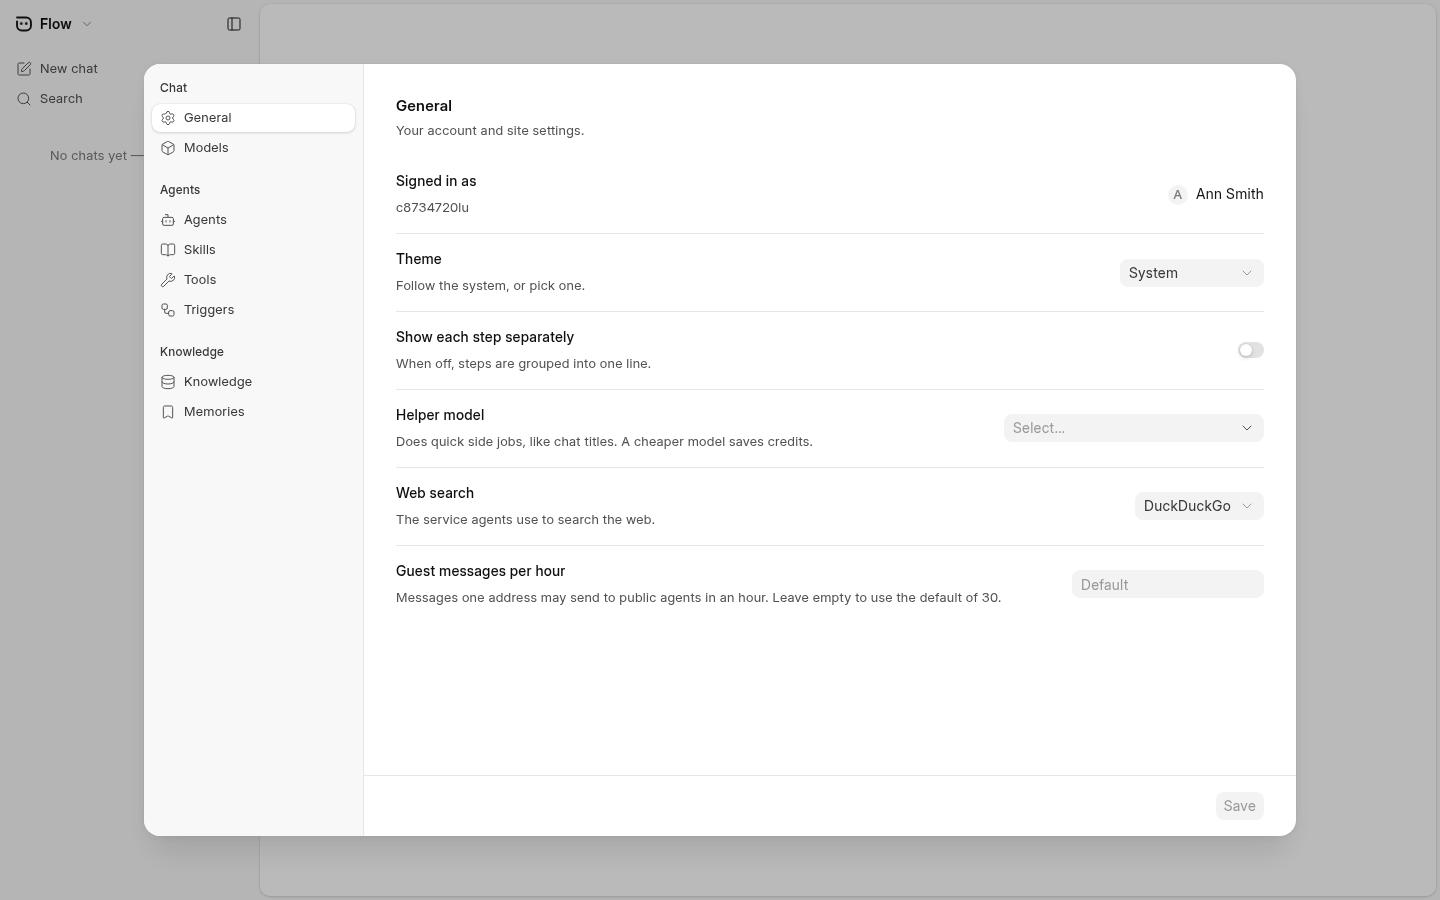 Flow
New chat
Search
No chats yet —
Chat
General
Models
Agents
Agents
Skills
Tools
Triggers
Knowledge
Knowledge
Memories
General
Your account and site settings.
Signed in as
c8734720lu
A Ann Smith
Theme
Follow the system, or pick one.
System
Show each step separately
When off, steps are grouped into one line.
Helper model
Does quick side jobs, like chat titles. A cheaper model saves credits.
Select...
Web search
The service agents use to search the web.
DuckDuckGo
Guest messages per hour
Messages one address may send to public agents in an hour. Leave empty to use the default of 30.
Default
Save